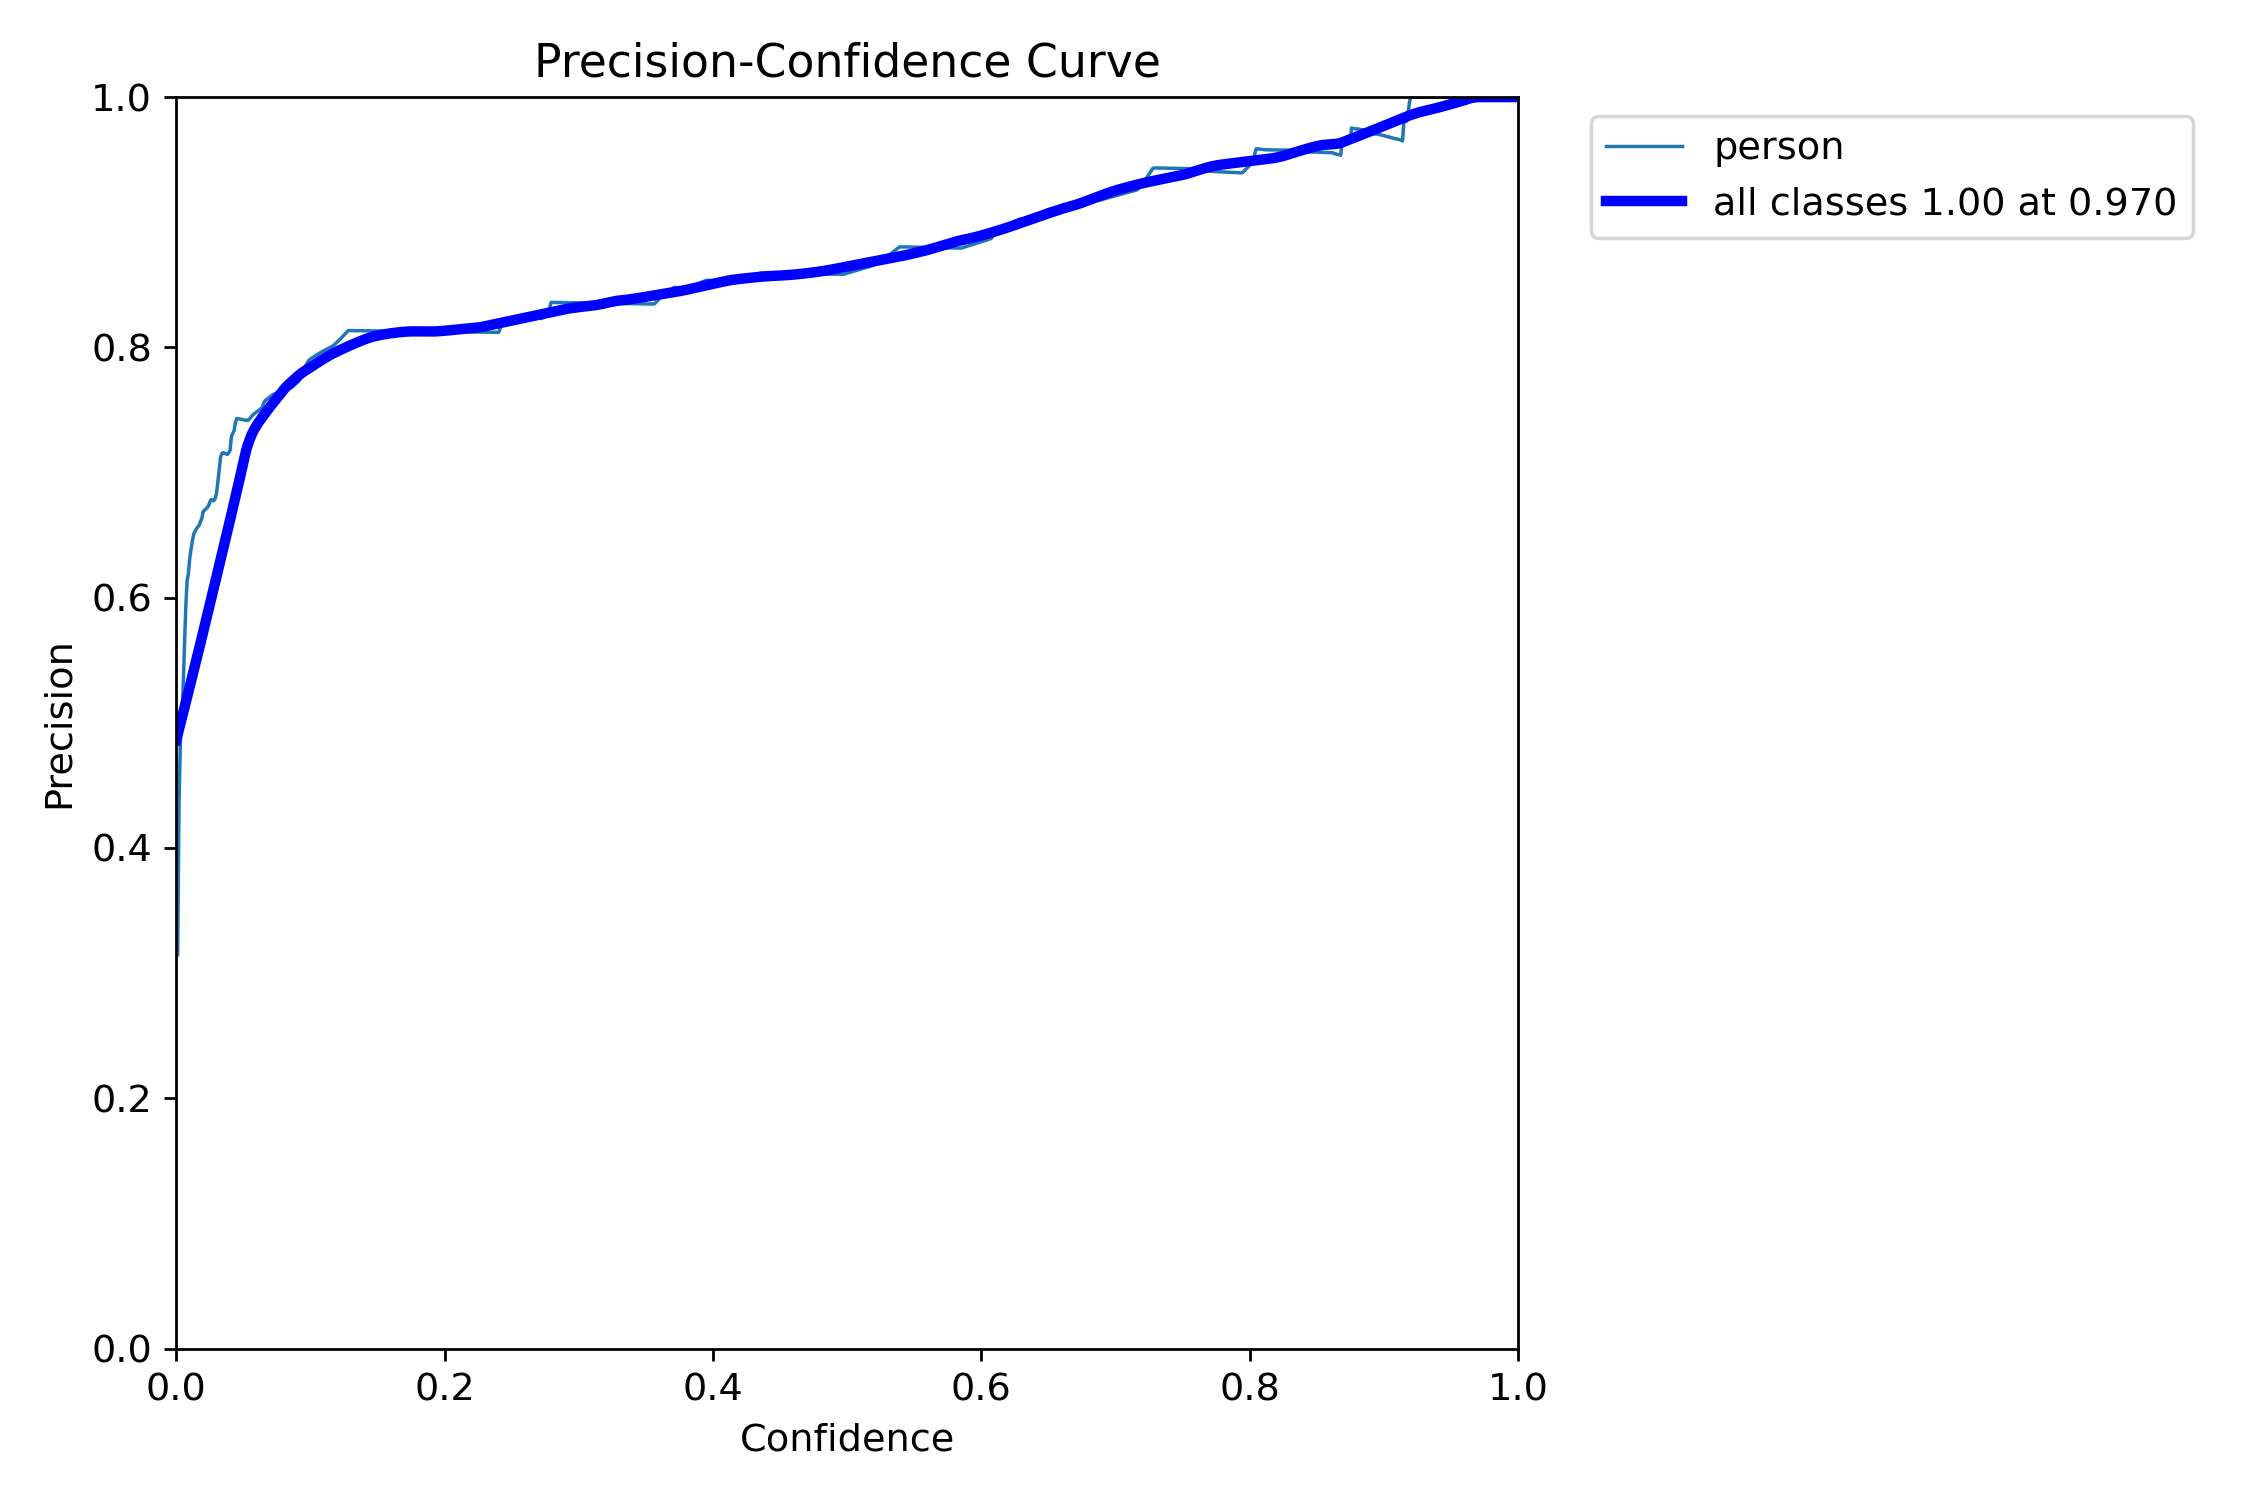 Precision-Confidence Curve
1.0
0.8
0.6
0.4
0.2
0.0
Precision
0.0 0.2 0.4 0.6 0.8 1.0
Confidence
person
all classes 1.00 at 0.970